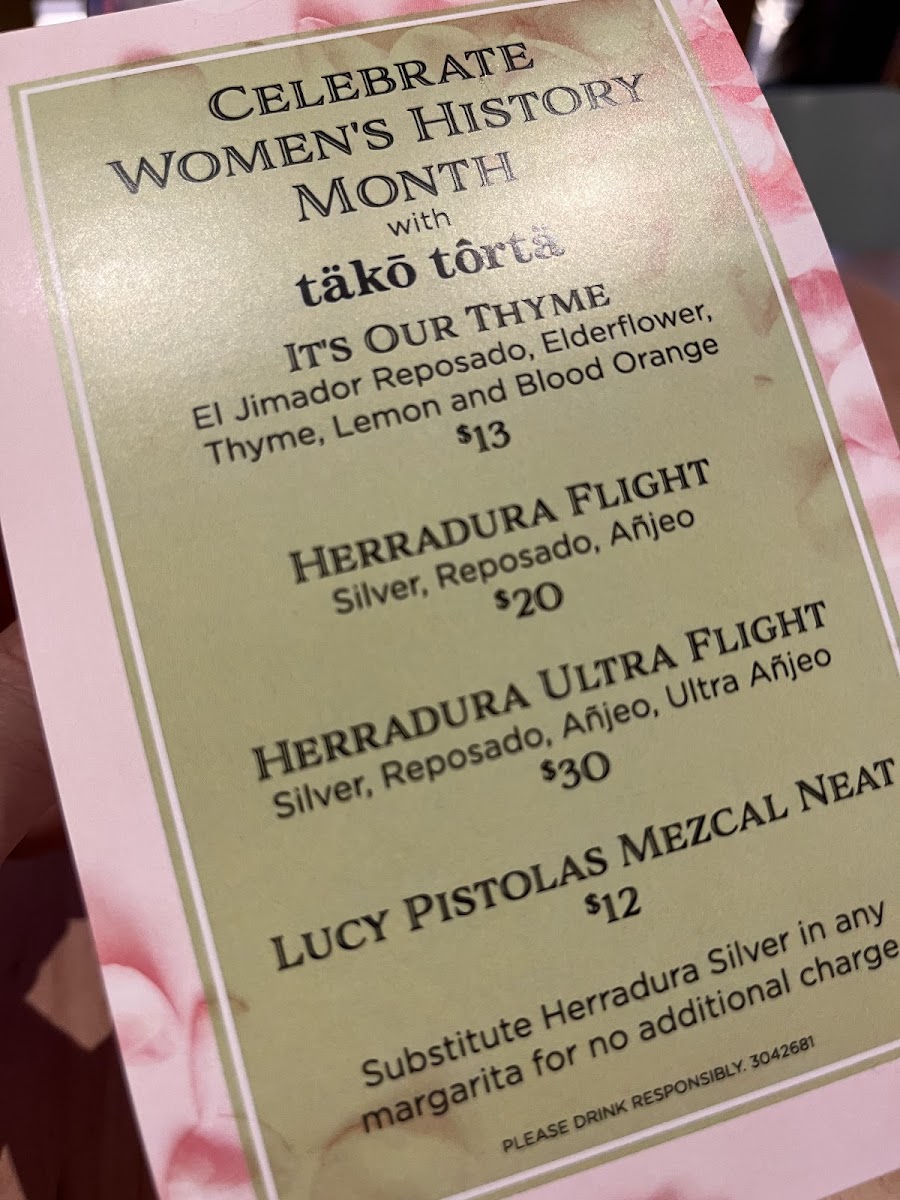 CELEBRATE
WOMEN'S HISTORY
MONTH
with
täkō tôrtä
IT'S OUR THYME
El Jimador Reposado, Elderflower,
Thyme, Lemon and Blood Orange
$13
HERRADURA FLIGHT
Silver, Reposado, Añjeo
$20
HERRADURA ULTRA FLIGHT
Silver, Reposado, Añjeo, Ultra Añjeo
$30
LUCY PISTOLAS MEZCAL NEAT
$12
Substitute Herradura Silver in any
margarita for no additional charge
PLEASE DRINK RESPONSIBLY. 3042681